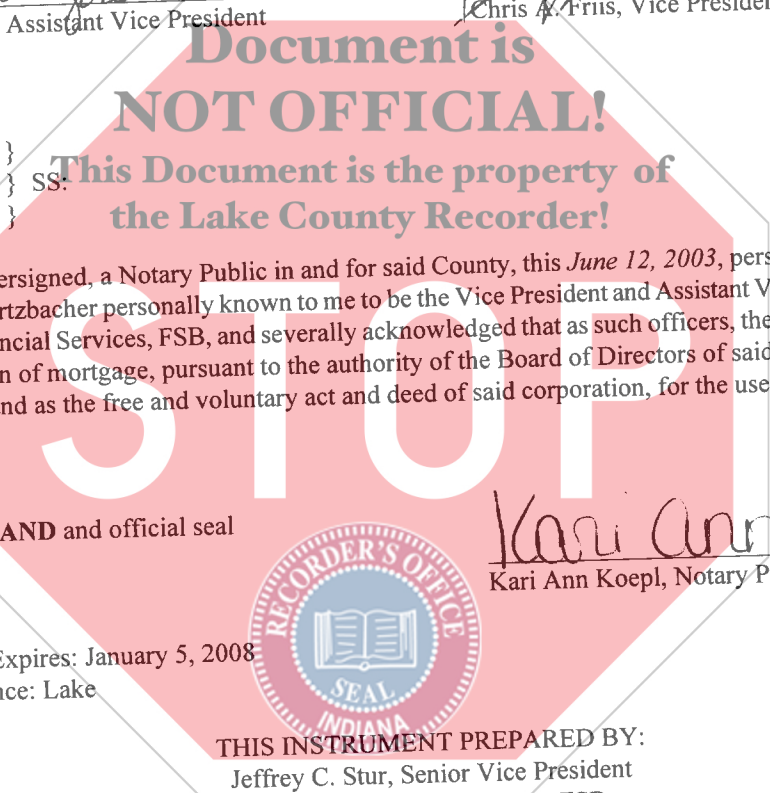 Assistant Vice President
Chris A. Friis, Vice Presiden
Document is
NOT OFFICIAL!
}
} SS:
}
This Document is the property of
the Lake County Recorder!
ersigned, a Notary Public in and for said County, this June 12, 2003, pers
rtzbacher personally known to me to be the Vice President and Assistant V
ncial Services, FSB, and severally acknowledged that as such officers, the
n of mortgage, pursuant to the authority of the Board of Directors of said
nd as the free and voluntary act and deed of said corporation, for the use
STOP
AND and official seal
Kari Ann
Kari Ann Koepl, Notary P
RECORDER'S OFFICE
SEAL
INDIANA
Expires: January 5, 2008
nce: Lake
THIS INSTRUMENT PREPARED BY:
Jeffrey C. Stur, Senior Vice President